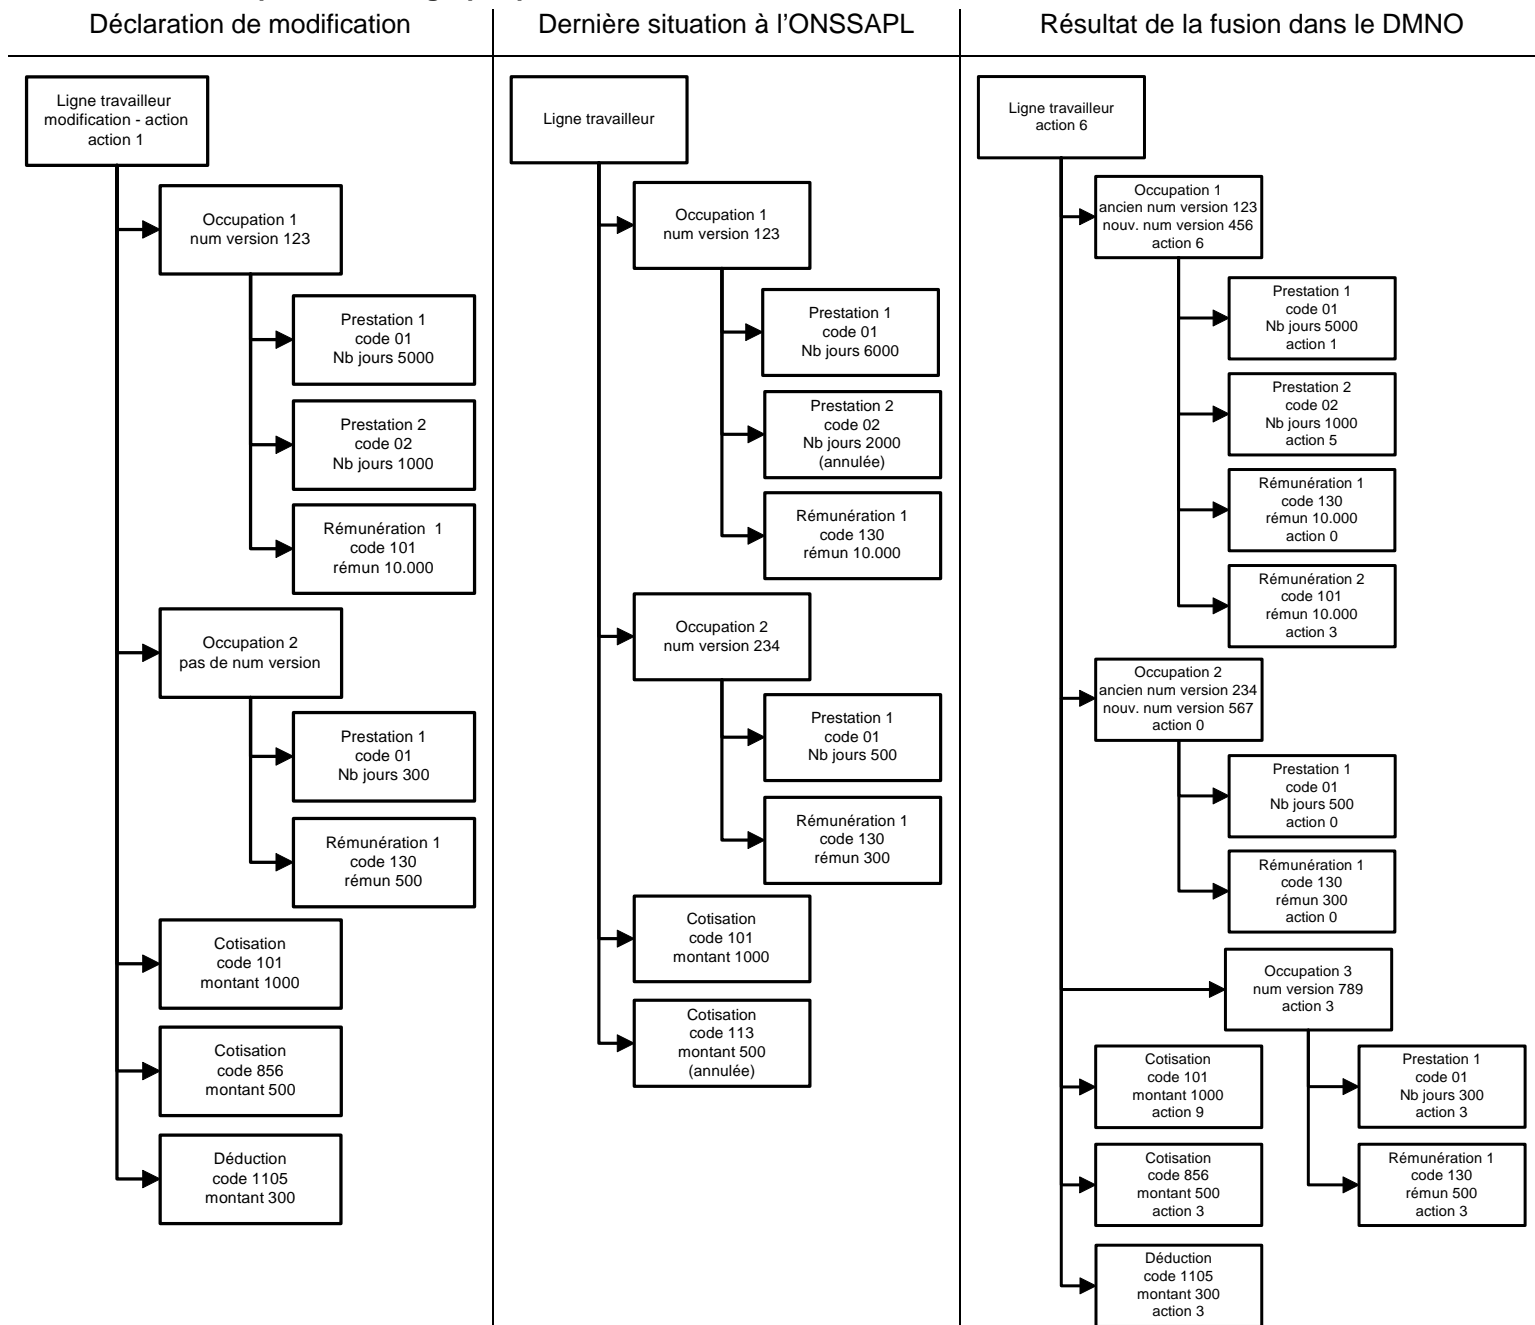 Déclaration de modification
Ligne travailleur
modification - action
action 1
Occupation 1
num version 123
Prestation 1
code 01
Nb jours 5000
Prestation 2
code 02
Nb jours 1000
Rémunération 1
code 101
rémun 10.000
Occupation 2
pas de num version
Prestation 1
code 01
Nb jours 300
Rémunération 1
code 130
rémun 500
Cotisation
code 101
montant 1000
Cotisation
code 856
montant 500
Déduction
code 1105
montant 300
Dernière situation à l'ONSSAPL
Ligne travailleur
Occupation 1
num version 123
Prestation 1
code 01
Nb jours 6000
Prestation 2
code 02
Nb jours 2000
(annulée)
Rémunération 1
code 130
rémun 10.000
Occupation 2
num version 234
Prestation 1
code 01
Nb jours 500
Rémunération 1
code 130
rémun 300
Cotisation
code 101
montant 1000
Cotisation
code 113
montant 500
(annulée)
Résultat de la fusion dans le DMNO
Ligne travailleur
action 6
Occupation 1
ancien num version 123
nouv. num version 456
action 6
Prestation 1
code 01
Nb jours 5000
action 1
Prestation 2
code 02
Nb jours 1000
action 5
Rémunération 1
code 130
rémun 10.000
action 0
Rémunération 2
code 101
rémun 10.000
action 3
Occupation 2
ancien num version 234
nouv. num version 567
action 0
Prestation 1
code 01
Nb jours 500
action 0
Rémunération 1
code 130
rémun 300
action 0
Occupation 3
num version 789
action 3
Prestation 1
code 01
Nb jours 300
action 3
Rémunération 1
code 130
rémun 500
action 3
Cotisation
code 101
montant 1000
action 9
Cotisation
code 856
montant 500
action 3
Déduction
code 1105
montant 300
action 3